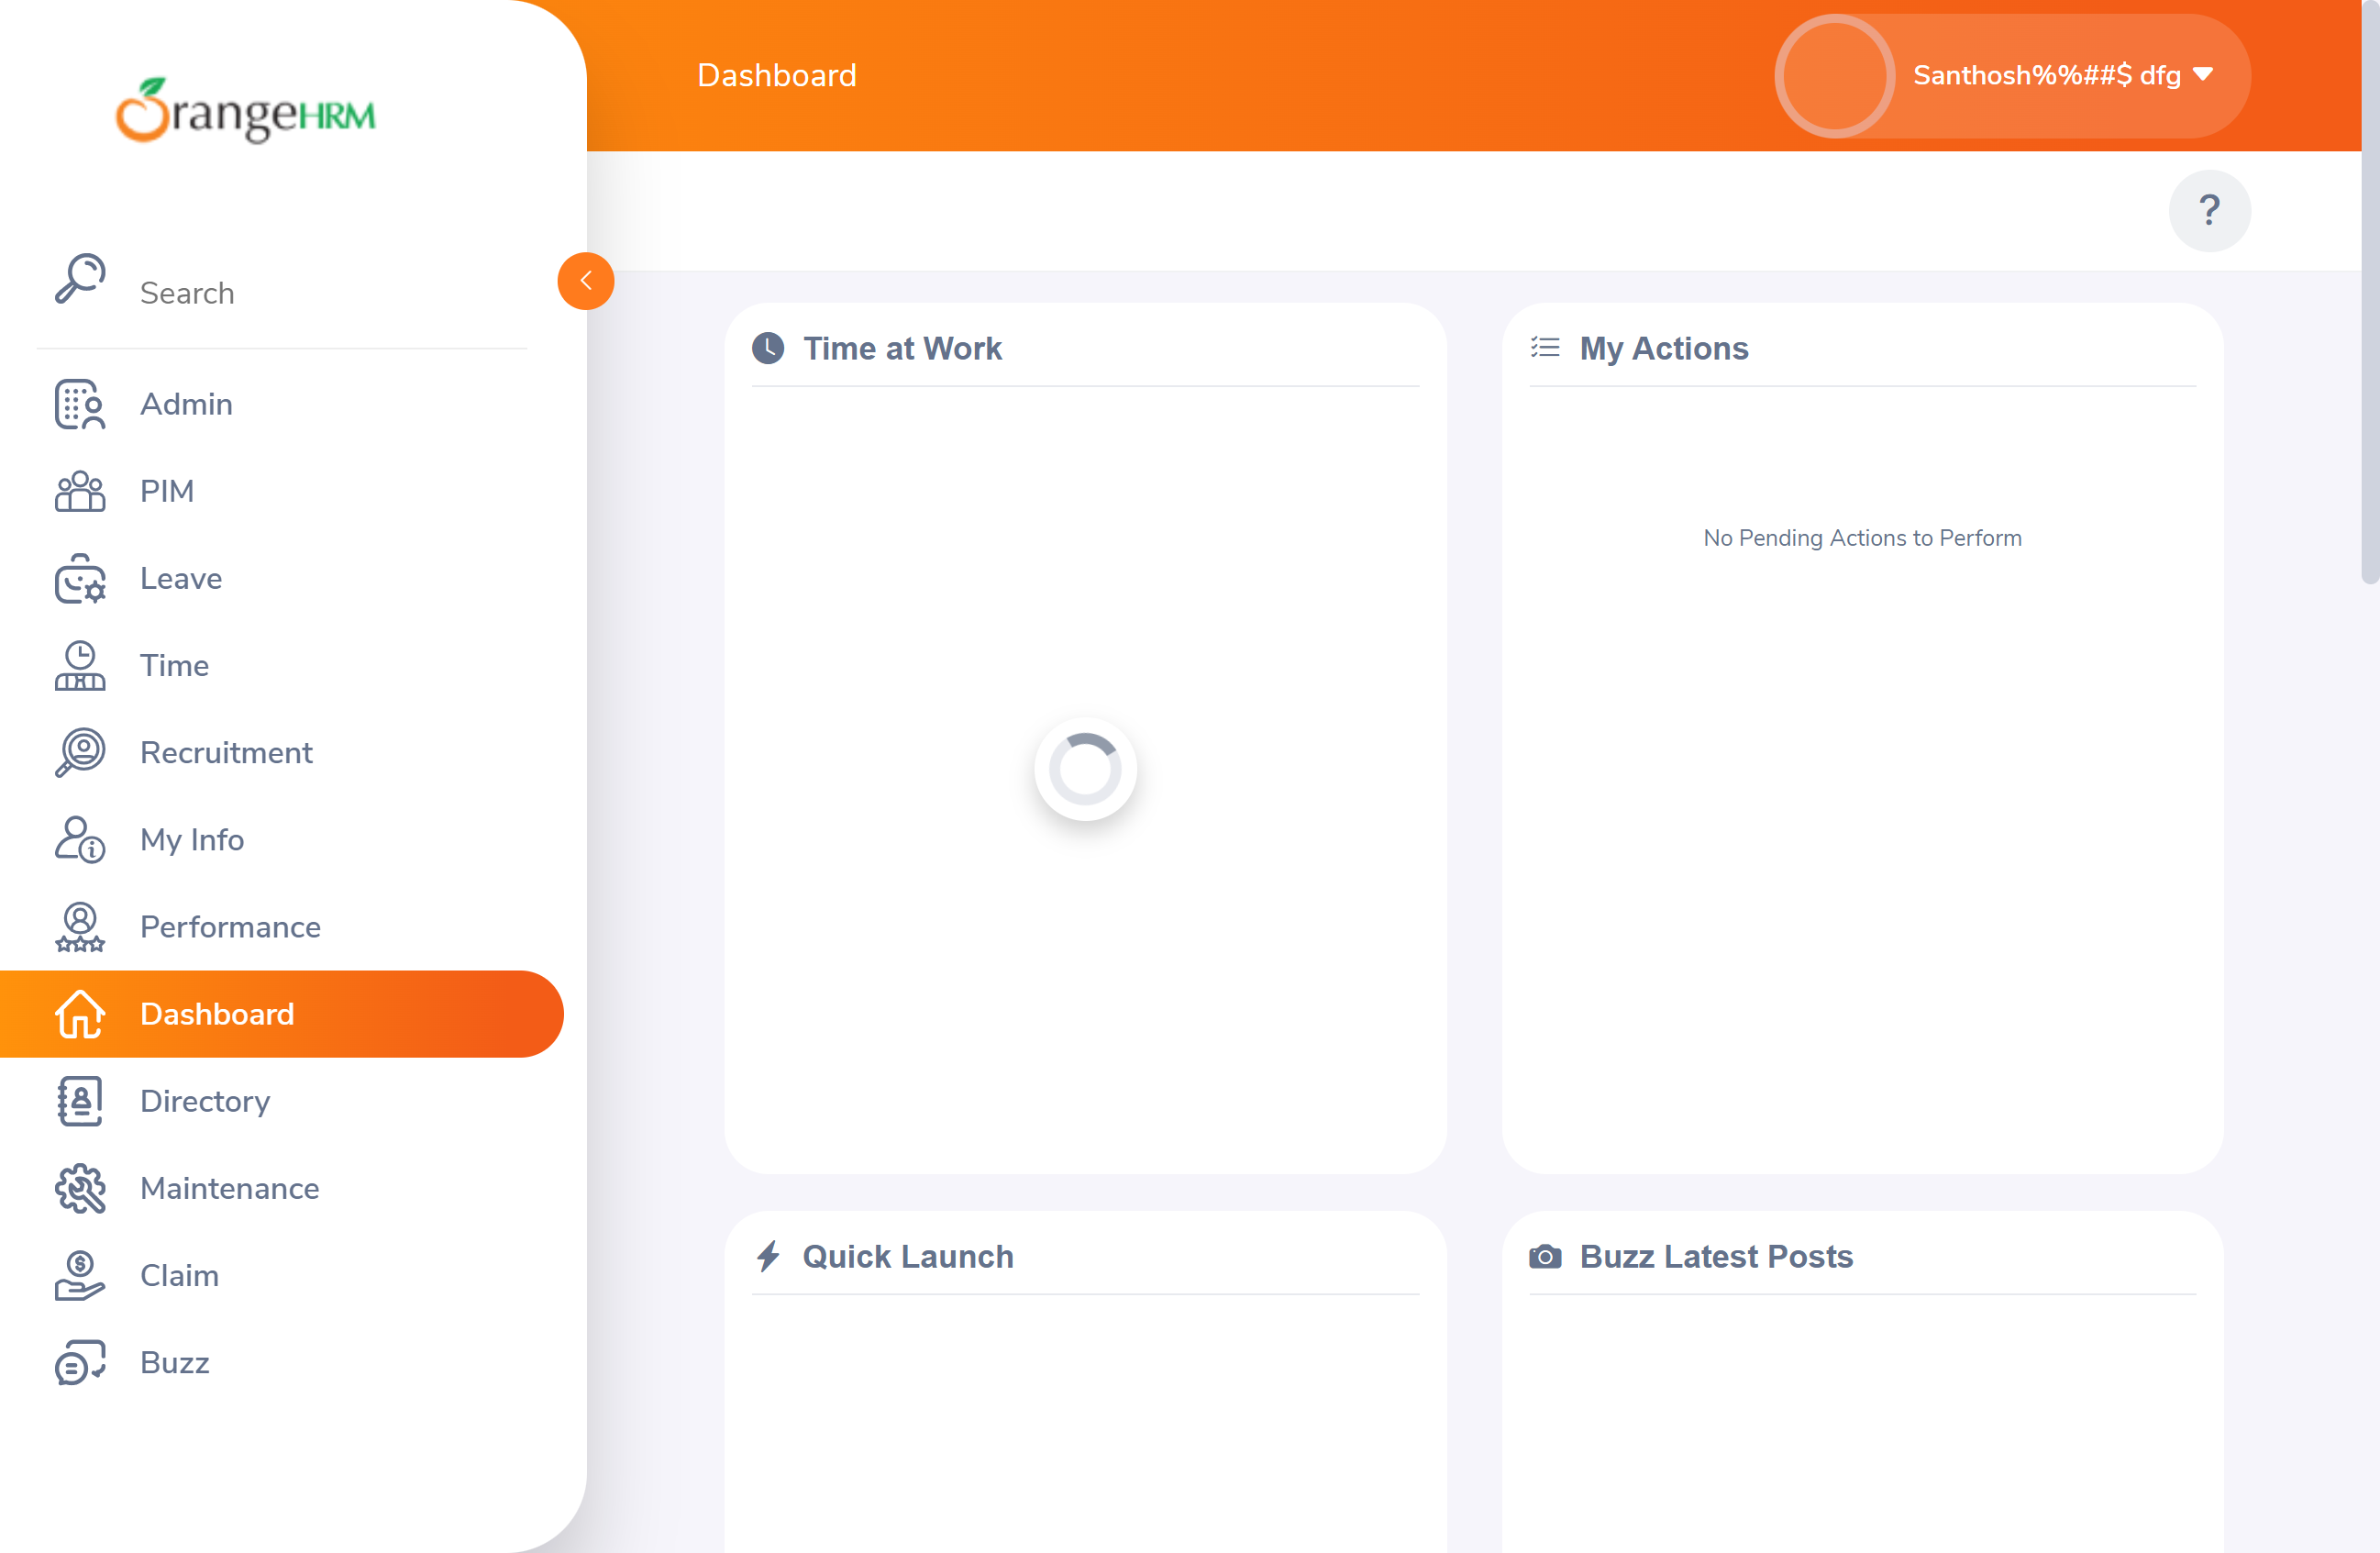 OrangeHRM
Dashboard
Santhosh%%##$ dfg
?
Search
Admin
PIM
Leave
Time
Recruitment
My Info
Performance
Dashboard
Directory
Maintenance
Claim
Buzz
Time at Work
My Actions
No Pending Actions to Perform
Quick Launch
Buzz Latest Posts